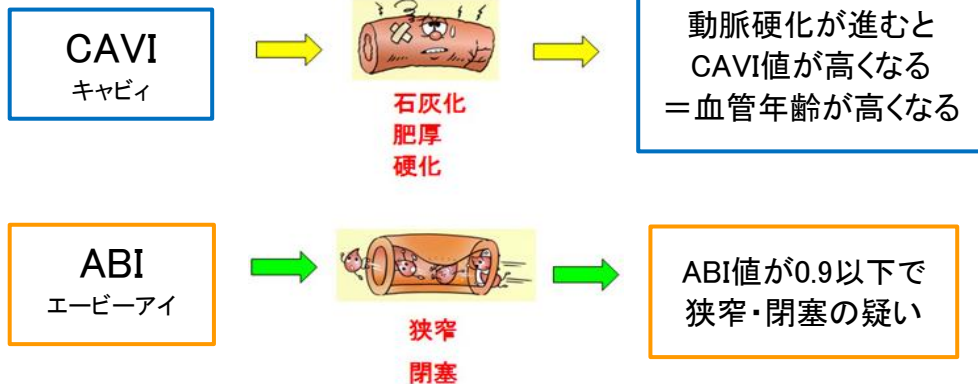 CAVI
キャビィ
石灰化
肥厚
硬化
動脈硬化が進むと
CAVI値が高くなる
＝血管年齢が高くなる
ABI
エービーアイ
狭窄
閉塞
ABI値が0.9以下で
狭窄・閉塞の疑い